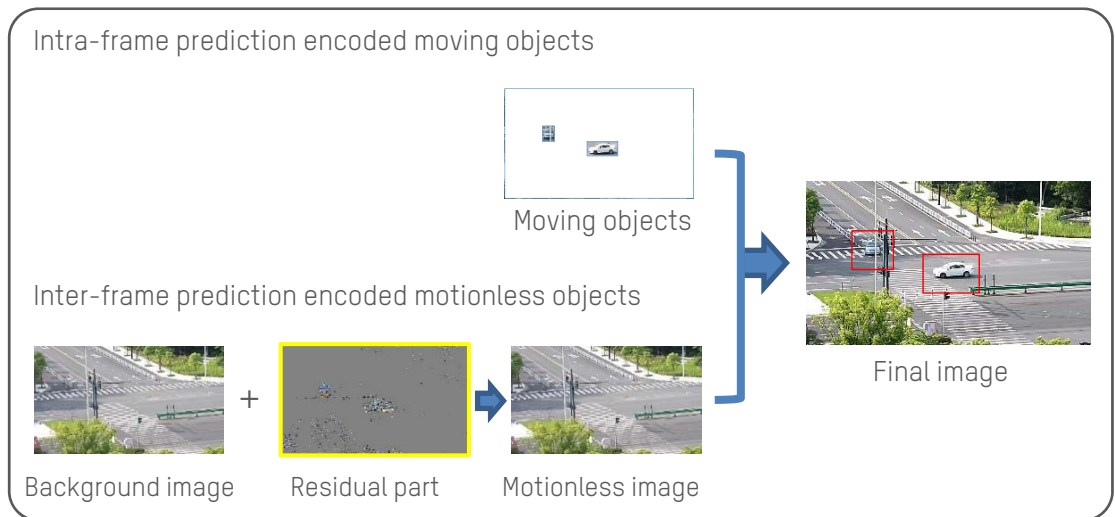 Intra-frame prediction encoded moving objects
Moving objects
Inter-frame prediction encoded motionless objects
+
Final image
Background image
Residual part
Motionless image